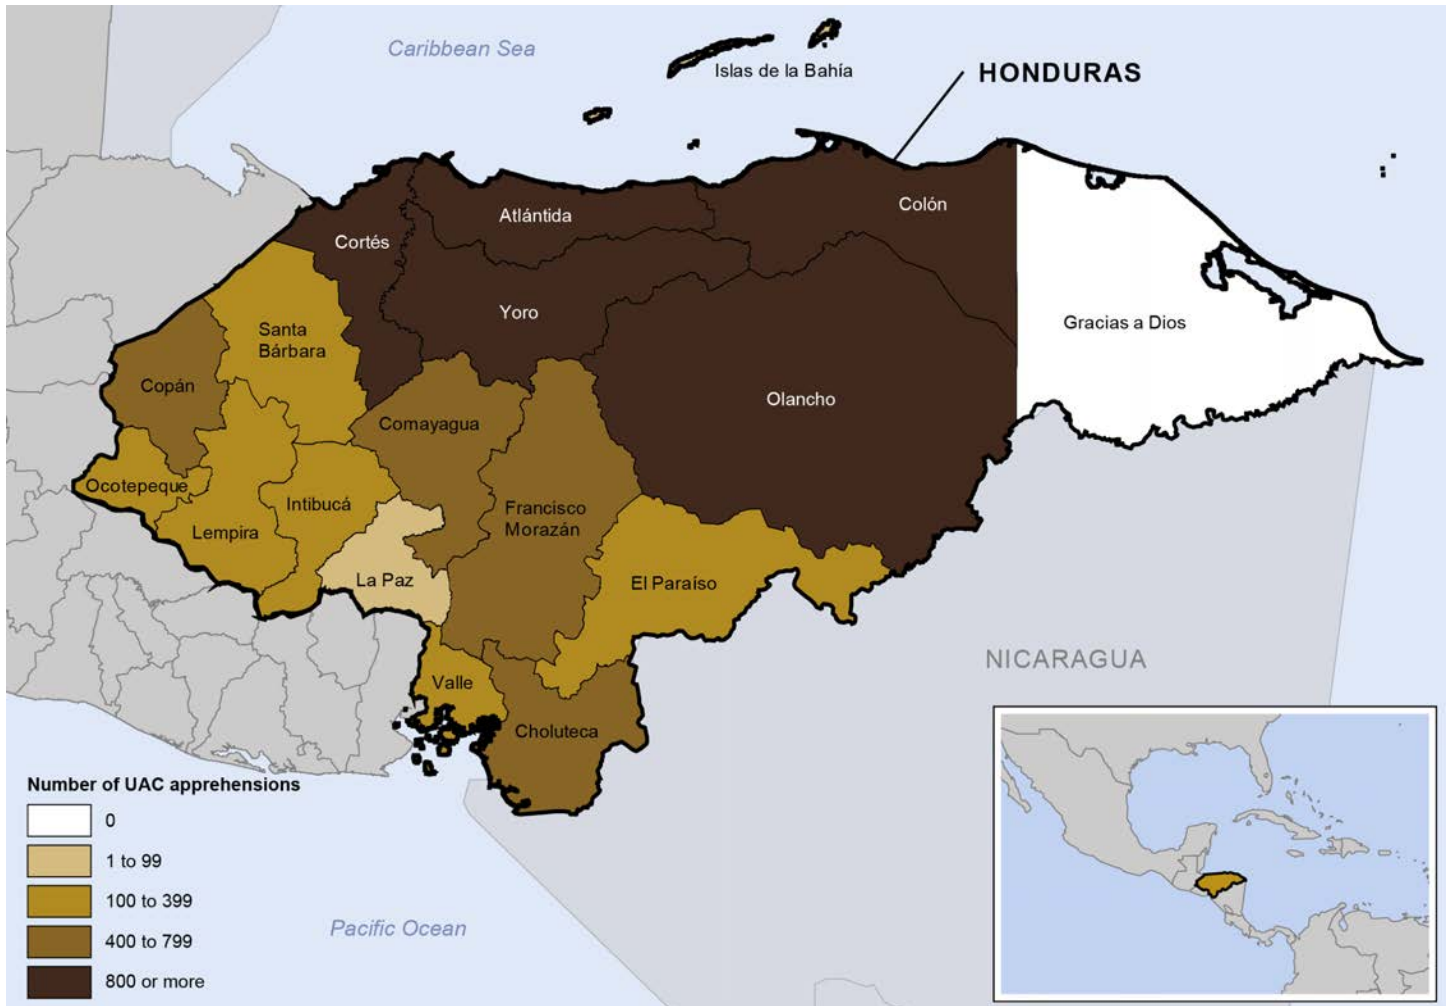 Caribbean Sea
Islas de la Bahía
HONDURAS
Atlántida
Colón
Cortés
Yoro
Gracias a Dios
Santa
Bárbara
Copán
Olancho
Comayagua
Ocotepeque
Intibucá
Francisco
Morazán
Lempira
La Paz
El Paraíso
NICARAGUA
Valle
Choluteca
Number of UAC apprehensions
0
1 to 99
100 to 399
400 to 799
800 or more
Pacific Ocean